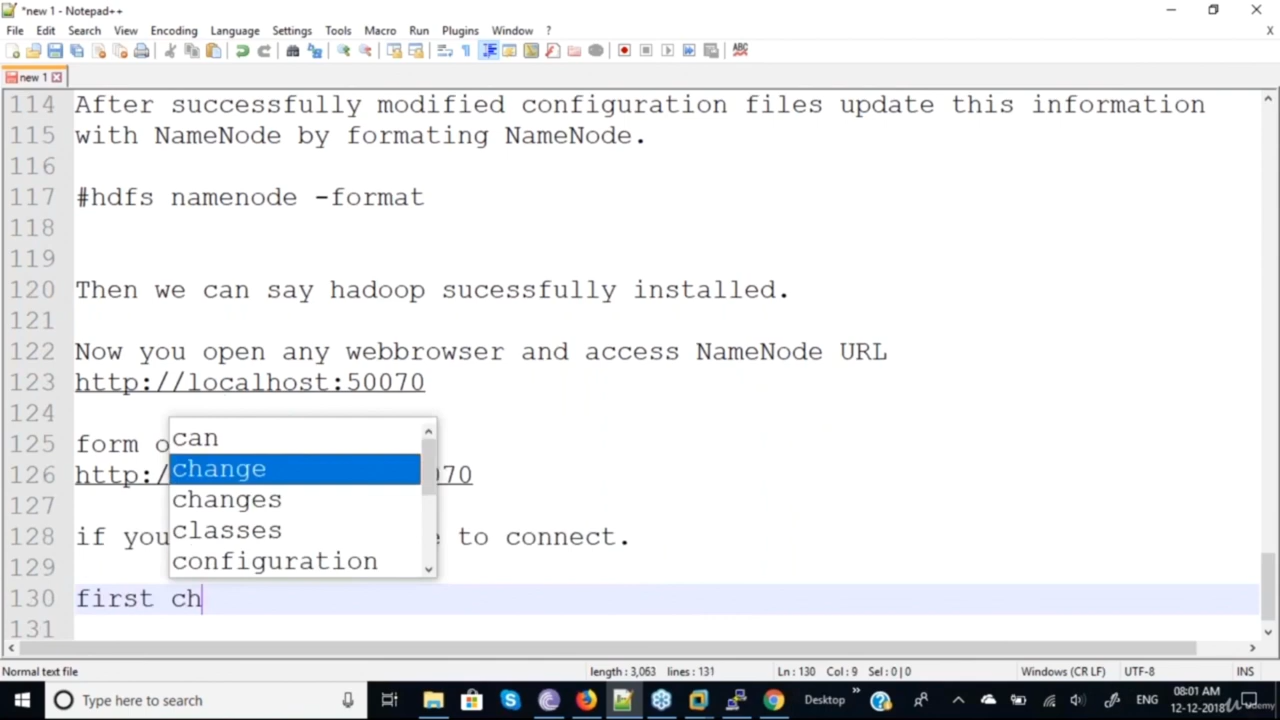 *new 1 - Notepad++
File Edit Search View Encoding Language Settings Tools Macro Run Plugins Window ? X
new 1
114 After successfully modified configuration files update this information
115 with NameNode by formating NameNode.
116
117 #hdfs namenode -format
118
119
120 Then we can say hadoop sucessfully installed.
121
122 Now you open any webbrowser and access NameNode URL
123 http://localhost:50070
124
can
125 form
change
126 http:/ 70
changes
127
classes
128 if you to connect.
configuration
129
130 first ch
131
Normal text file length : 3,063 lines : 131 Ln : 130 Col : 9 Sel : 0 | 0 Windows (CR LF) UTF-8 INS
Type here to search Desktop ENG 08:01 AM
12-12-2018
Udemy